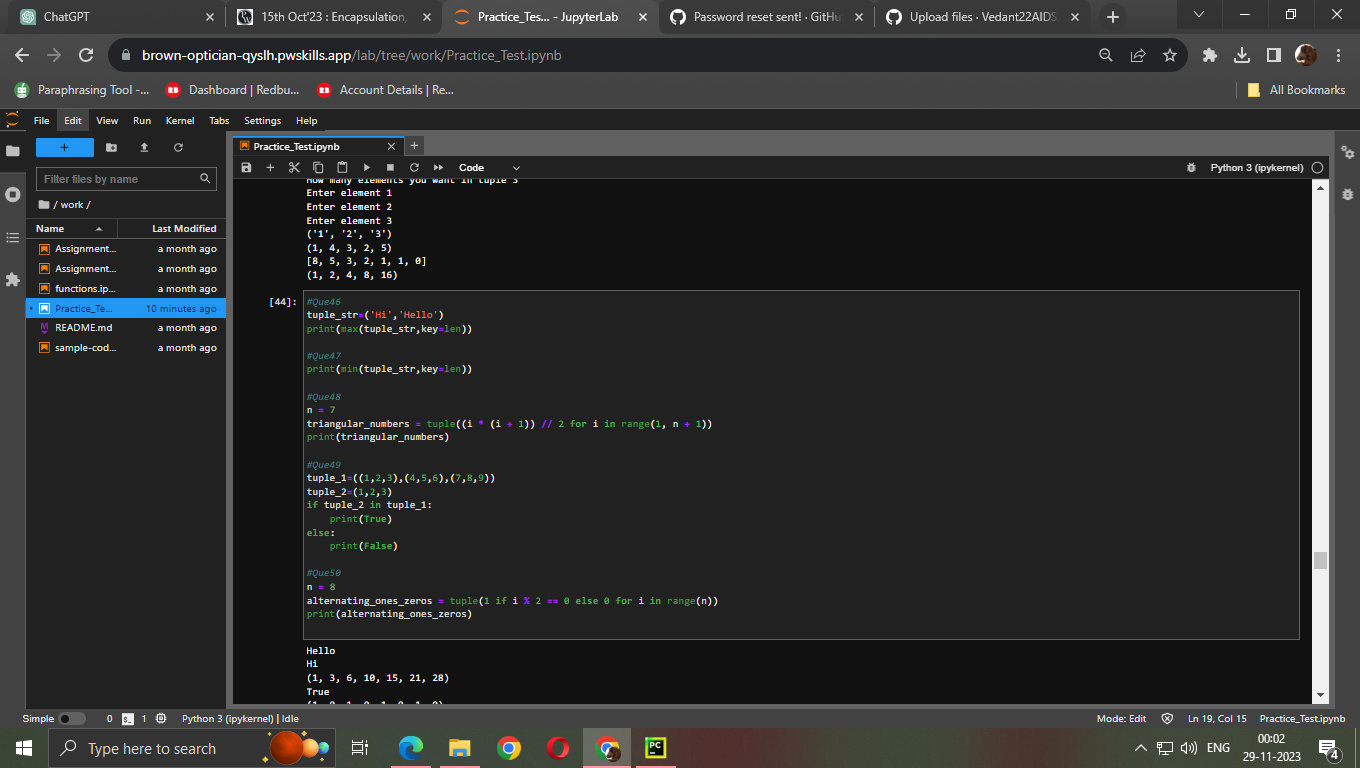 ChatGPT
15th Oct'23 : Encapsulation,
Practice_Tes... - JupyterLab
Password reset sent! · GitHu
Upload files · Vedant22AIDS
brown-optician-qyslh.pwskills.app/lab/tree/work/Practice_Test.ipynb
Paraphrasing Tool -...
Dashboard | Redbu...
Account Details | Re...
All Bookmarks
File Edit View Run Kernel Tabs Settings Help
Practice_Test.ipynb
Code
Python 3 (ipykernel)
Filter files by name
/ work /
Name Last Modified
Assignment... a month ago
Assignment... a month ago
functions.ip... a month ago
Practice_Te... 10 minutes ago
README.md a month ago
sample-cod... a month ago
How many elements you want in tuple 3
Enter element 1
Enter element 2
Enter element 3
('1', '2', '3')
(1, 4, 3, 2, 5)
[8, 5, 3, 2, 1, 1, 0]
(1, 2, 4, 8, 16)
[44]:
#Que46
tuple_str=('Hi','Hello')
print(max(tuple_str,key=len))
#Que47
print(min(tuple_str,key=len))
#Que48
n = 7
triangular_numbers = tuple((i * (i + 1)) // 2 for i in range(1, n + 1))
print(triangular_numbers)
#Que49
tuple_1=((1,2,3),(4,5,6),(7,8,9))
tuple_2=(1,2,3)
if tuple_2 in tuple_1:
    print(True)
else:
    print(False)
#Que50
n = 8
alternating_ones_zeros = tuple(1 if i % 2 == 0 else 0 for i in range(n))
print(alternating_ones_zeros)
Hello
Hi
(1, 3, 6, 10, 15, 21, 28)
True
(1, 0, 1, 0, 1, 0, 1, 0)
Simple 0 1 Python 3 (ipykernel) | Idle
Mode: Edit Ln 19, Col 15 Practice_Test.ipynb
Type here to search
ENG
00:02
29-11-2023
4